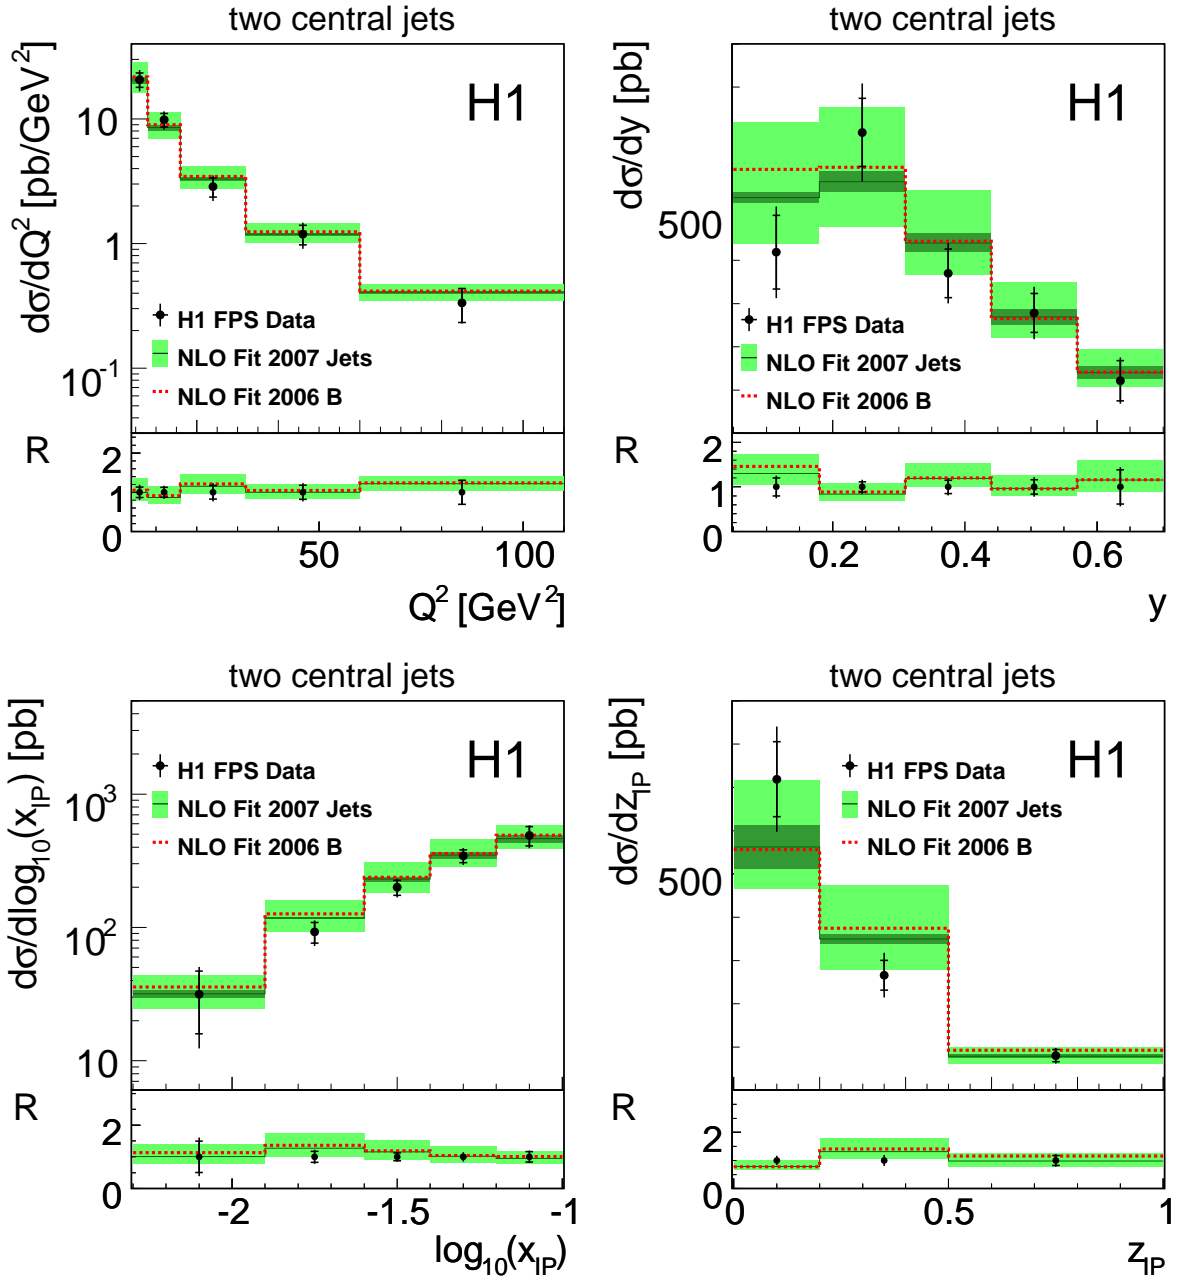 two central jets
dσ/dQ² [pb/GeV²]
H1
10
1
10⁻¹
H1 FPS Data
NLO Fit 2007 Jets
NLO Fit 2006 B
R
2
1
0
50
100
Q² [GeV²]
two central jets
dσ/dy [pb]
H1
500
H1 FPS Data
NLO Fit 2007 Jets
NLO Fit 2006 B
R
2
1
0
0.2
0.4
0.6
y
two central jets
dσ/dlog₁₀(x_IP) [pb]
H1
H1 FPS Data
NLO Fit 2007 Jets
NLO Fit 2006 B
10³
10²
10
R
2
0
-2
-1.5
-1
log₁₀(x_IP)
two central jets
dσ/dz_IP [pb]
H1
H1 FPS Data
NLO Fit 2007 Jets
NLO Fit 2006 B
500
R
2
0
0
0.5
1
z_IP